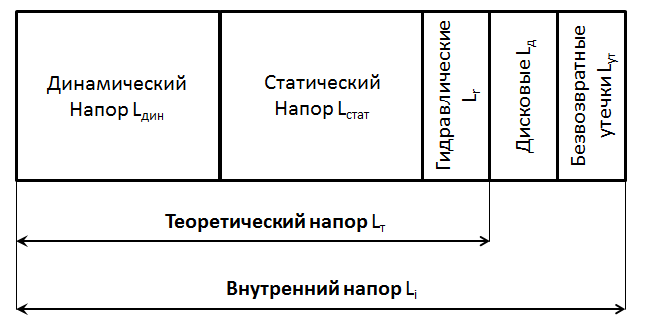 Динамический
Напор Lдин
Статический
Напор Lстат
Гидравлические
Lг
Дисковые Lд
Безвозвратные
утечки Lут
Теоретический напор Lт
Внутренний напор Li